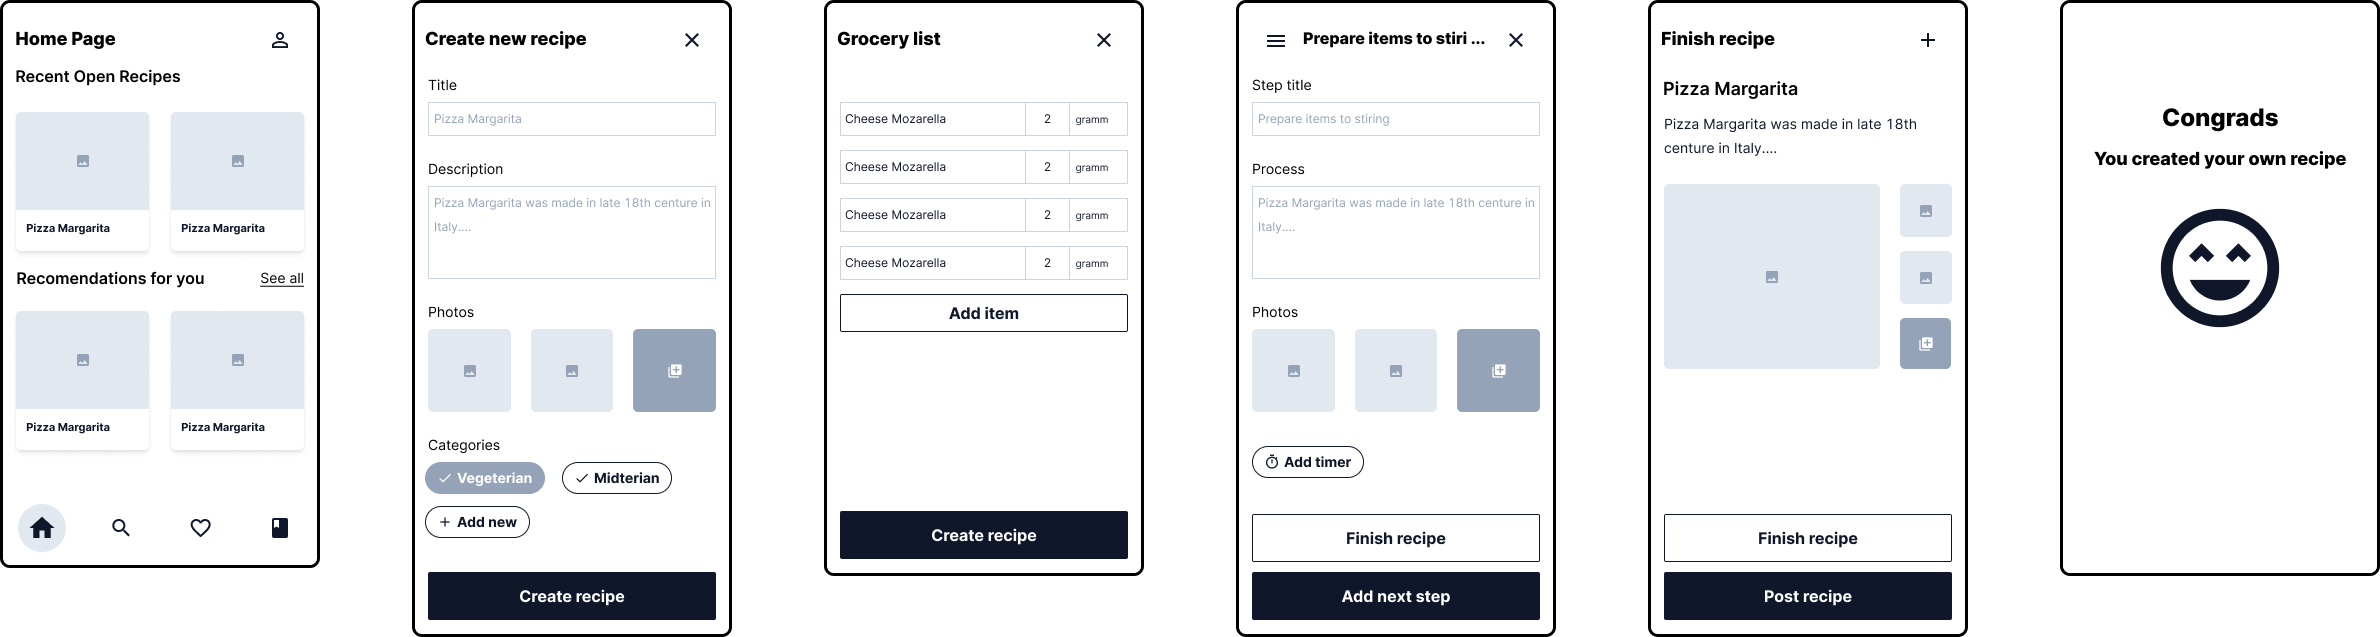 Home Page
Recent Open Recipes
Pizza Margarita
Pizza Margarita
Recomendations for you
See all
Pizza Margarita
Pizza Margarita
Create new recipe
Title
Pizza Margarita
Description
Pizza Margarita was made in late 18th centure in
Italy....
Photos
Categories
Vegeterian
Midterian
Add new
Create recipe
Grocery list
Cheese Mozarella 2 gramm
Cheese Mozarella 2 gramm
Cheese Mozarella 2 gramm
Cheese Mozarella 2 gramm
Add item
Create recipe
Prepare items to stiri ...
Step title
Prepare items to stiring
Process
Pizza Margarita was made in late 18th centure in
Italy....
Photos
Add timer
Finish recipe
Add next step
Finish recipe
Pizza Margarita
Pizza Margarita was made in late 18th
centure in Italy....
Finish recipe
Post recipe
Congrads
You created your own recipe